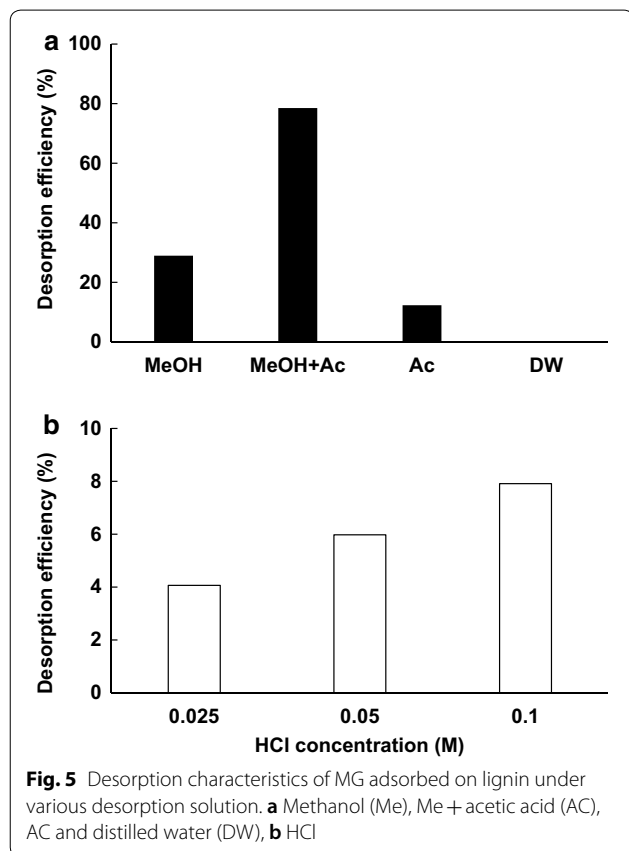 a
Desorption efficiency (%)
100
80
60
40
20
0
MeOH MeOH+Ac Ac DW
b
Desorption efficiency (%)
10
8
6
4
2
0
0.025 0.05 0.1
HCl concentration (M)
Fig. 5 Desorption characteristics of MG adsorbed on lignin under
various desorption solution. a Methanol (Me), Me + acetic acid (AC),
AC and distilled water (DW), b HCl